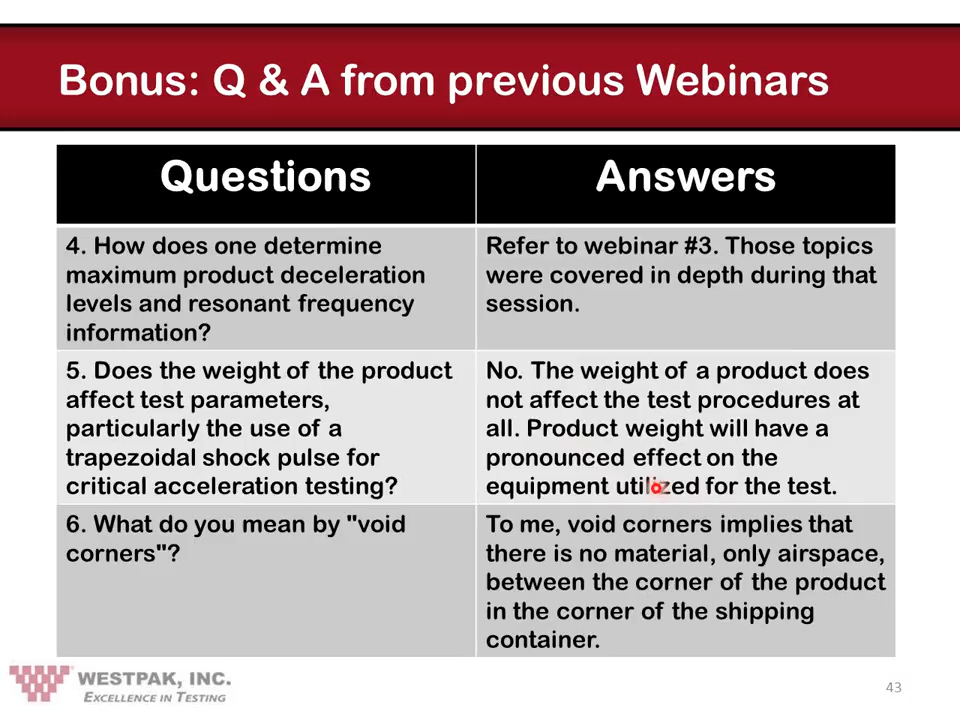 Bonus: Q & A from previous Webinars
Questions
Answers
4. How does one determine
maximum product deceleration
levels and resonant frequency
information?
Refer to webinar #3. Those topics
were covered in depth during that
session.
5. Does the weight of the product
affect test parameters,
particularly the use of a
trapezoidal shock pulse for
critical acceleration testing?
No. The weight of a product does
not affect the test procedures at
all. Product weight will have a
pronounced effect on the
equipment utilized for the test.
6. What do you mean by "void
corners"?
To me, void corners implies that
there is no material, only airspace,
between the corner of the product
in the corner of the shipping
container.
WESTPAK, INC.
EXCELLENCE IN TESTING
43